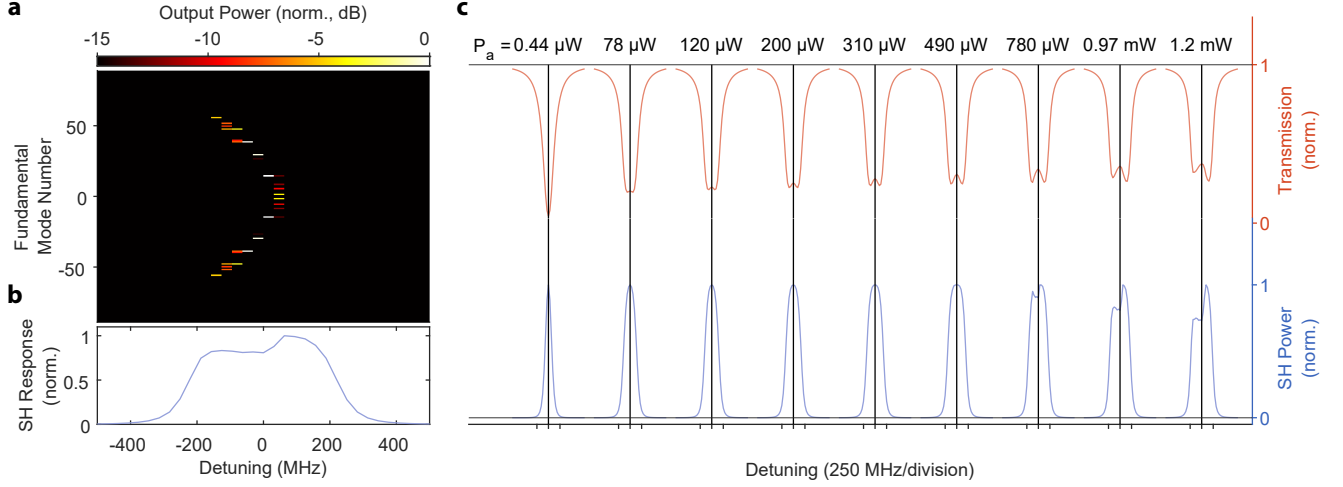 a
Output Power (norm., dB)
-15 -10 -5 0
Fundamental
Mode Number
50
0
-50
b
SH Response
(norm.)
1
0.5
0
-400 -200 0 200 400
Detuning (MHz)
c
Pa = 0.44 µW 78 µW 120 µW 200 µW 310 µW 490 µW 780 µW 0.97 mW 1.2 mW
1
Transmission
(norm.)
0
1
SH Power
(norm.)
0
Detuning (250 MHz/division)